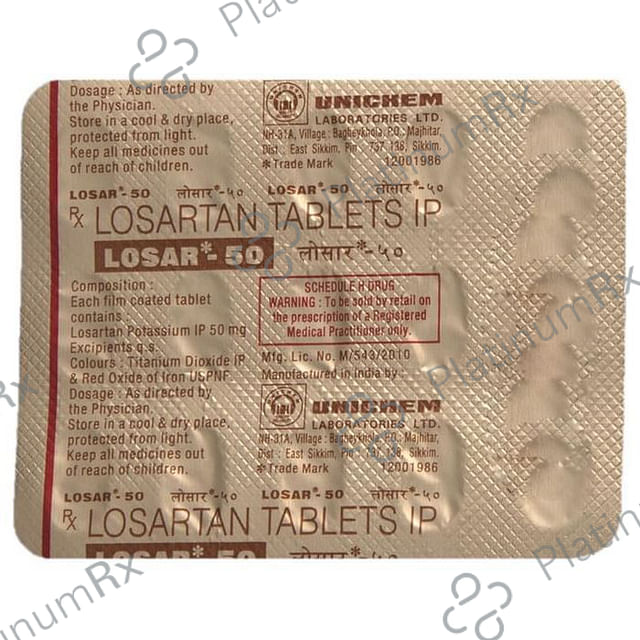 Dosage : As directed by
the Physician.
Store in a cool & dry place,
protected from light.
Keep all medicines out
of reach of children.
UNICHEM
LABORATORIES LTD.
NH-31A, Village : Bagheykhola, P.O.: Majhitar,
Dist : East Sikkim, Pin : 737 138, Sikkim.
*Trade Mark 12001986
LOSAR*-50 लोसार*-५० LOSAR*-50 लोसार*-५०
Rx LOSARTAN TABLETS IP
LOSAR*-50 लोसार*-५०
Composition :
Each film coated tablet
contains :
Losartan Potassium IP 50 mg
Excipients q.s.
Colours : Titanium Dioxide IP
& Red Oxide of Iron USPNF.
Dosage : As directed by
the Physician.
Store in a cool & dry place,
protected from light.
Keep all medicines out
of reach of children.
SCHEDULE H DRUG
WARNING : To be sold by retail on
the prescription of a Registered
Medical Practitioner only.
Mfg. Lic. No. M/543/2010
Manufactured in India by :
UNICHEM
LABORATORIES LTD.
NH-31A, Village : Bagheykhola, P.O.: Majhitar,
Dist : East Sikkim, Pin : 737 138, Sikkim.
*Trade Mark 12001986
LOSAR*-50 लोसार*-५० LOSAR*-50 लोसार*-५०
Rx LOSARTAN TABLETS IP
LOSAR*-50 लोसार*-५०
PlatinumRx
PlatinumRx
PlatinumRx
PlatinumRx
PlatinumRx